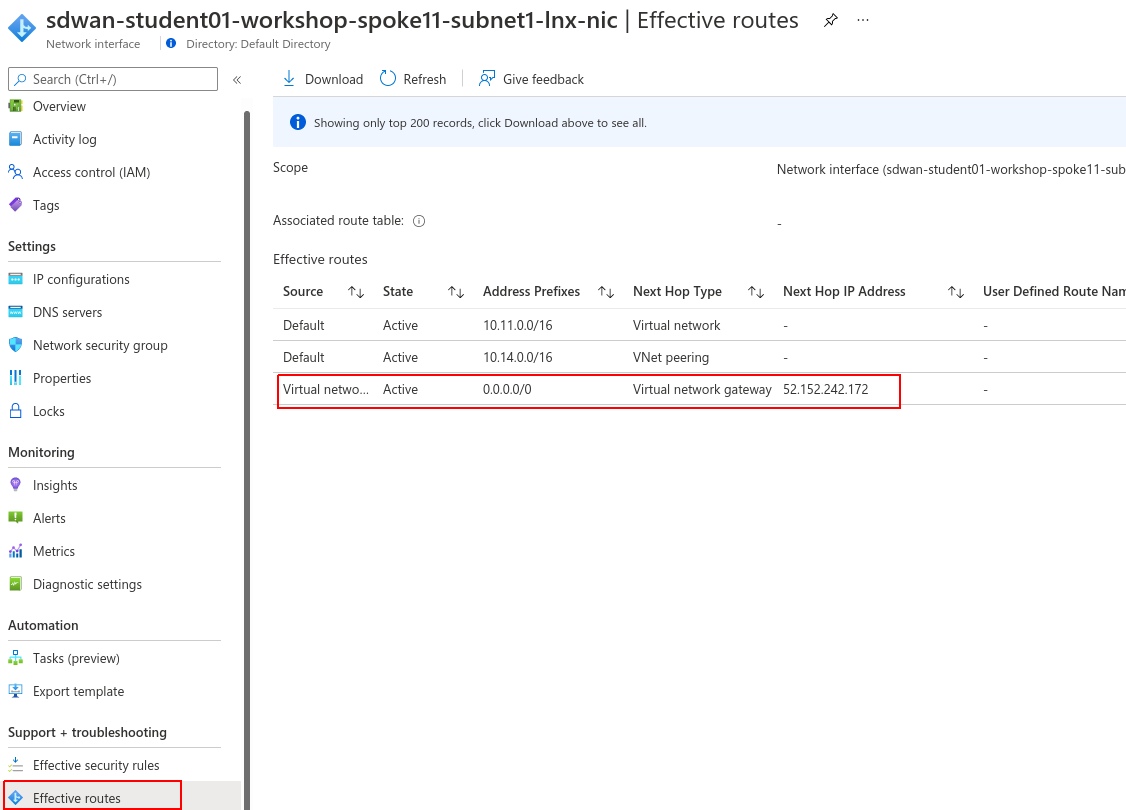 sdwan-student01-workshop-spoke11-subnet1-lnx-nic | Effective routes
Network interface
Directory: Default Directory
Search (Ctrl+/)
«
Overview
Activity log
Access control (IAM)
Tags
Settings
IP configurations
DNS servers
Network security group
Properties
Locks
Monitoring
Insights
Alerts
Metrics
Diagnostic settings
Automation
Tasks (preview)
Export template
Support + troubleshooting
Effective security rules
Effective routes
Download Refresh Give feedback
Showing only top 200 records, click Download above to see all.
Scope Network interface (sdwan-student01-workshop-spoke11-sub
Associated route table: -
Effective routes
Source State Address Prefixes Next Hop Type Next Hop IP Address User Defined Route Nam
Default Active 10.11.0.0/16 Virtual network - -
Default Active 10.14.0.0/16 VNet peering - -
Virtual netwo... Active 0.0.0.0/0 Virtual network gateway 52.152.242.172 -